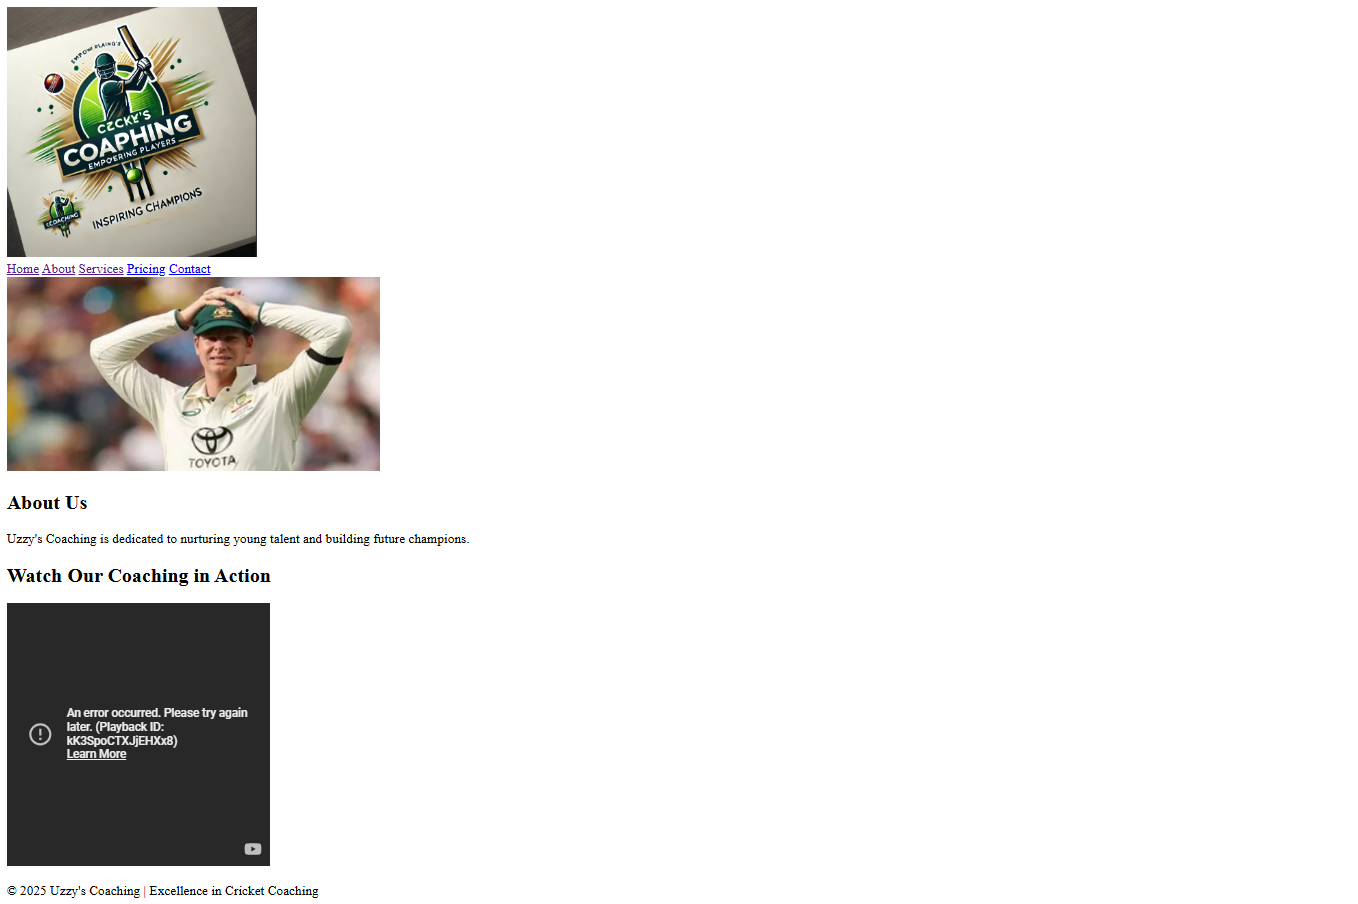 EMPOW PLAING'S
CZCKY'S
COAPHING
EMPOWERING PLAYERS
ECOACHING
INSPIRING CHAMPIONS
Home About Services Pricing Contact
TOYOTA
About Us
Uzzy's Coaching is dedicated to nurturing young talent and building future champions.
Watch Our Coaching in Action
An error occurred. Please try again
later. (Playback ID:
kK3SpoCTXJjEHXx8)
Learn More
© 2025 Uzzy's Coaching | Excellence in Cricket Coaching